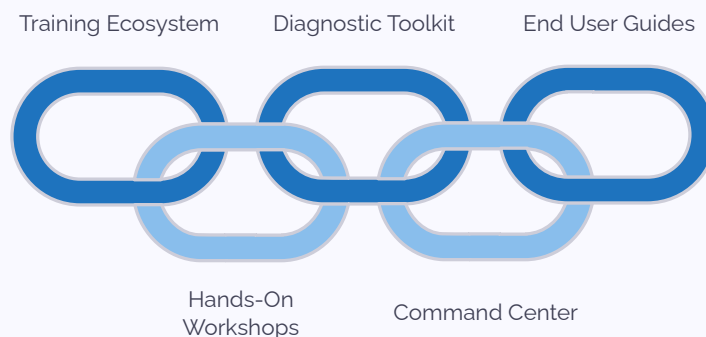 Training Ecosystem
Diagnostic Toolkit
End User Guides
Hands-On
Workshops
Command Center